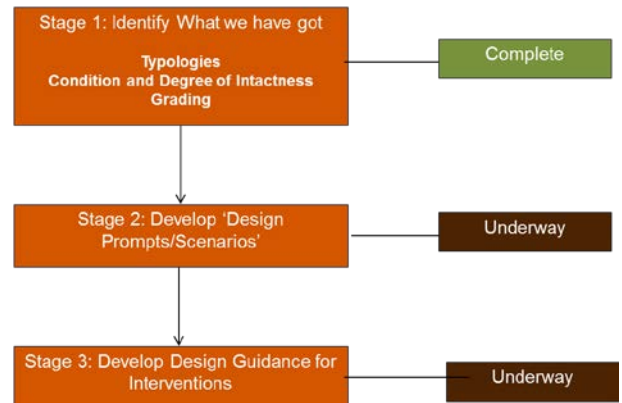 Stage 1: Identify What we have got
Typologies
Condition and Degree of Intactness
Grading
Complete
Stage 2: Develop ‘Design
Prompts/Scenarios’
Underway
Stage 3: Develop Design Guidance for
Interventions
Underway